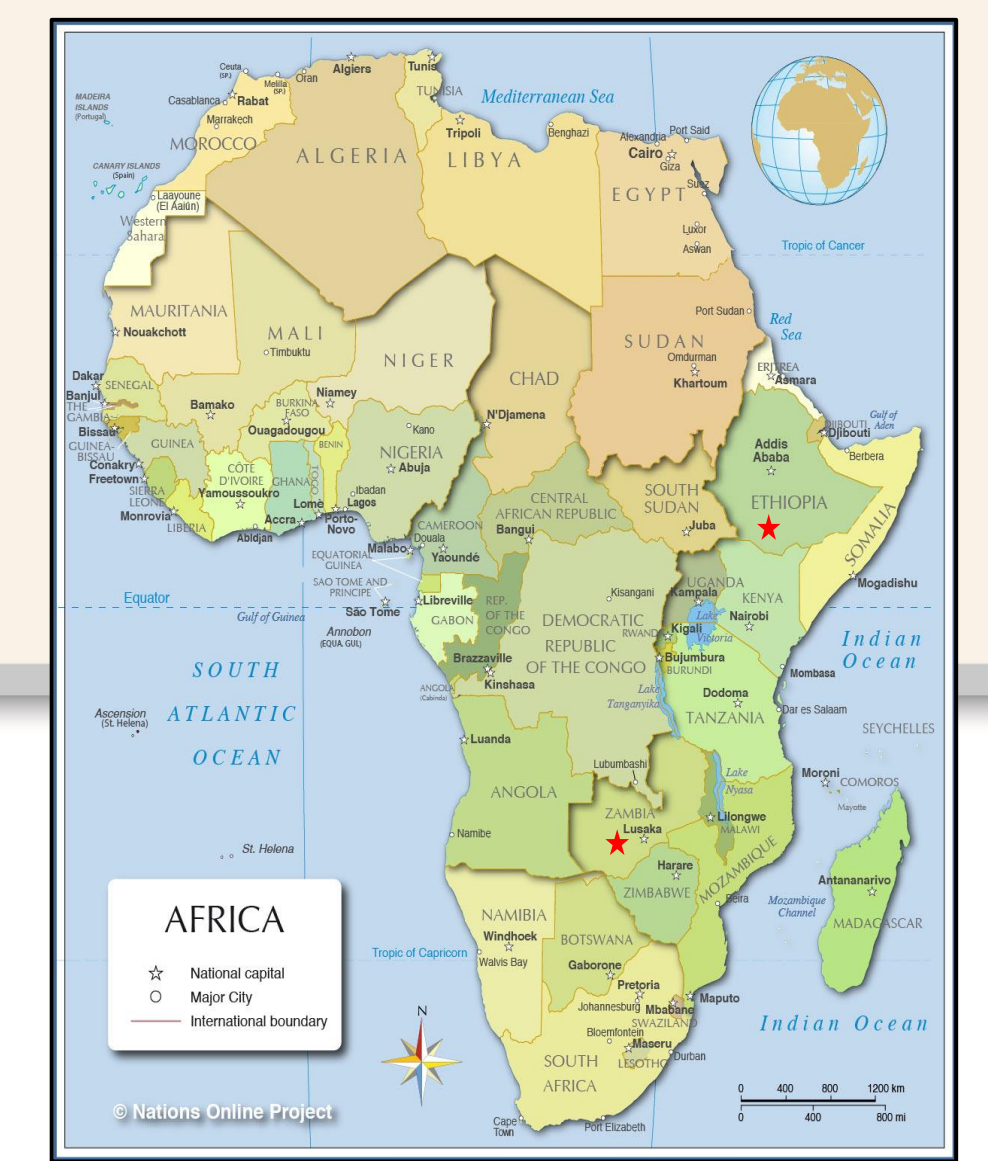 Ceuta
(SP.)
Melilla
(SP.)
Oran
Algiers
Tunis
TUNISIA
Mediterranean Sea
MADEIRA
ISLANDS
(Portugal)
Casablanca
Rabat
Marrakech
MOROCCO
ALGERIA
Tripoli
LIBYA
Benghazi
Alexandria
Port Said
Cairo
Giza
Suez
EGYPT
Luxor
Aswan
CANARY ISLANDS
(Spain)
Laayoune
(El Aaiún)
Western
Sahara
Tropic of Cancer
MAURITANIA
Nouakchott
MALI
Timbuktu
NIGER
CHAD
SUDAN
Port Sudan
Red
Sea
Omdurman
Khartoum
ERITREA
Asmara
Dakar
SENEGAL
Banjul
THE
GAMBIA
Bissau
GUINEA-
BISSAU
Bamako
BURKINA
FASO
Niamey
Ouagadougou
N'Djamena
Kano
NIGERIA
Abuja
BENIN
GUINEA
Conakry
Freetown
SIERRA
LEONE
Monrovia
LIBERIA
CÔTE
D'IVOIRE
Yamoussoukro
Abidjan
GHANA
TOGO
Accra
Lomé
Porto-
Novo
Ibadan
Lagos
DJIBOUTI
Djibouti
Gulf of
Aden
Berbera
Addis
Ababa
ETHIOPIA
SOMALIA
Mogadishu
SOUTH
SUDAN
Juba
CENTRAL
AFRICAN REPUBLIC
Bangui
CAMEROON
Douala
Yaoundé
Malabo
EQUATORIAL
GUINEA
SAO TOME AND
PRINCIPE
São Tome
Equator
Gulf of Guinea
Annobon
(EQUA. GUL)
Libreville
GABON
REP.
OF THE
CONGO
Brazzaville
Kinshasa
ANGOLA
(Cabinda)
Kisangani
DEMOCRATIC
REPUBLIC
OF THE CONGO
UGANDA
Kampala
KENYA
Nairobi
Lake
Victoria
RWAND
Kigali
Bujumbura
BURUNDI
Mombasa
Indian
Ocean
Lake
Tanganyika
Dodoma
TANZANIA
Dar es Salaam
SEYCHELLES
SOUTH
ATLANTIC
OCEAN
Ascension
(St. Helena)
St. Helena
Luanda
ANGOLA
Namibe
Lubumbashi
ZAMBIA
Lusaka
Lake
Nyasa
Lilongwe
MALAWI
Moroni
COMOROS
Mayotte
MOZAMBIQUE
Harare
ZIMBABWE
Beira
Mozambique
Channel
Antananarivo
MADAGASCAR
NAMIBIA
Windhoek
Walvis Bay
Tropic of Capricorn
BOTSWANA
Gaborone
Pretoria
Johannesburg
Mbabane
SWAZILAND
Maputo
Bloemfontein
Maseru
LESOTHO
Durban
SOUTH
AFRICA
Cape
Town
Port Elizabeth
Indian Ocean
AFRICA
National capital
Major City
International boundary
N
© Nations Online Project
0 400 800 1200 km
0 400 800 mi